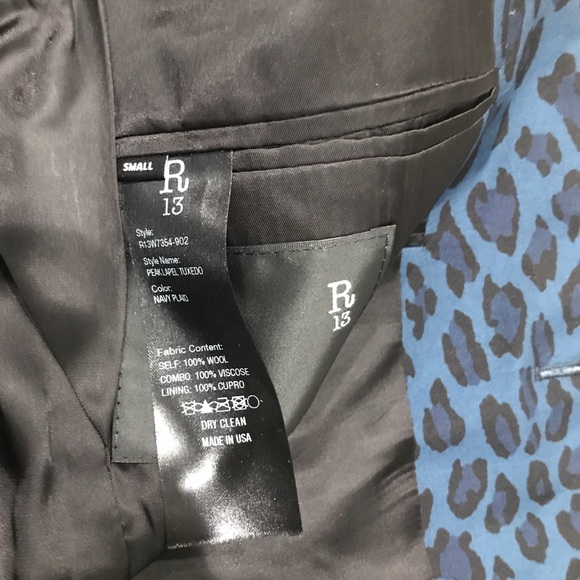 SMALL
R
13
Style:
R13W7354-902
Style Name:
PEAK LAPEL TUXEDO
Color:
NAVY PLAID
Fabric Content:
SELF: 100% WOOL
COMBO: 100% VISCOSE
LINING: 100% CUPRO
DRY CLEAN
MADE IN USA
R
13